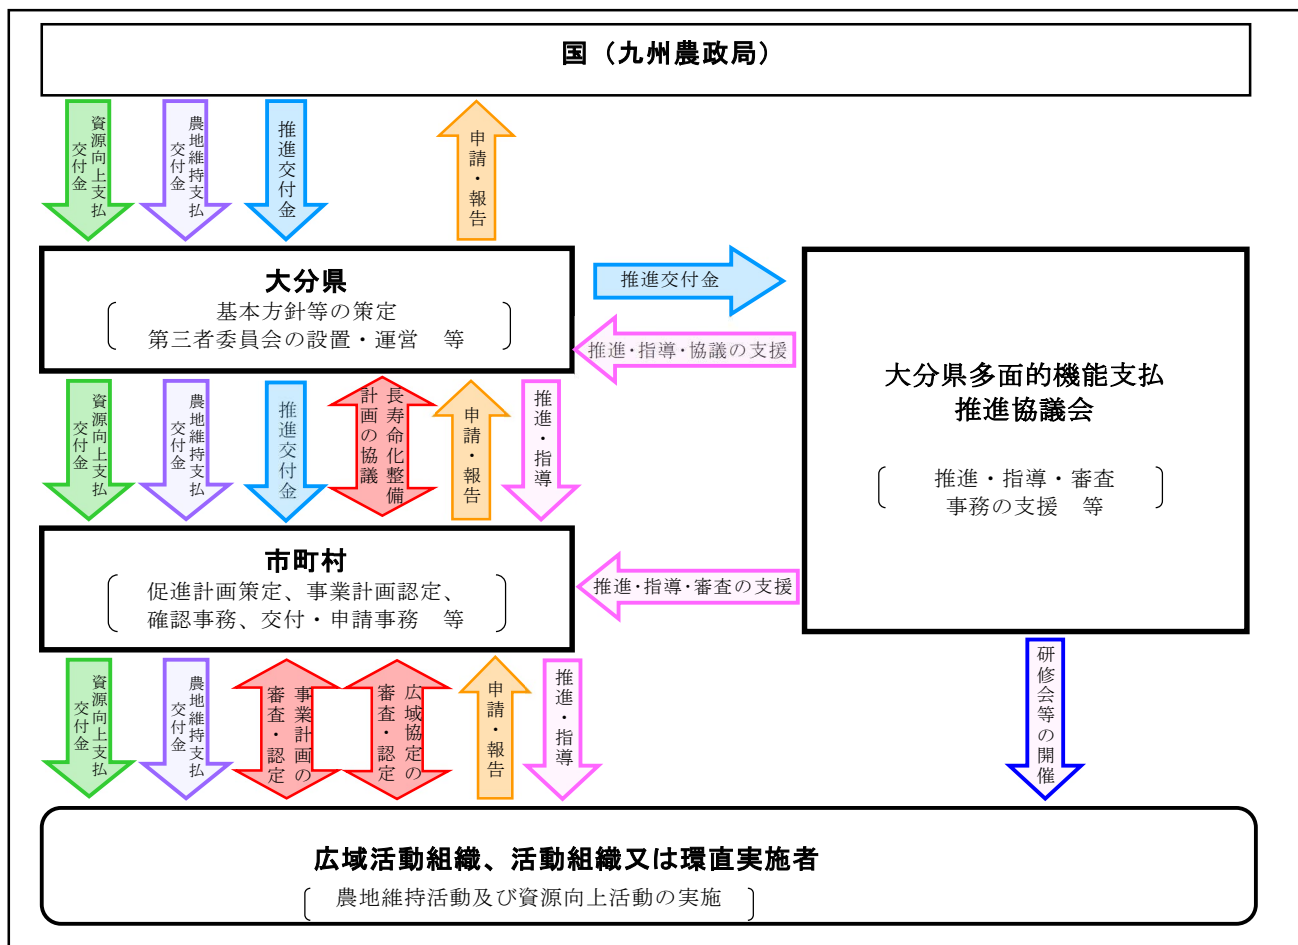 国（九州農政局）
資源向上支払
交付金
農地維持支払
交付金
推進交付金
申請・報告
大分県
基本方針等の策定
第三者委員会の設置・運営　等
推進交付金
推進・指導・協議の支援
大分県多面的機能支払
推進協議会
推進・指導・審査
事務の支援　等
資源向上支払
交付金
農地維持支払
交付金
推進交付金
長寿命化整備
計画の協議
申請・報告
推進・指導
市町村
促進計画策定、事業計画認定、
確認事務、交付・申請事務　等
推進・指導・審査の支援
資源向上支払
交付金
農地維持支払
交付金
事業計画の
審査・認定
広域協定の
審査・認定
申請・報告
推進・指導
研修会等の開催
広域活動組織、活動組織又は環直実施者
農地維持活動及び資源向上活動の実施